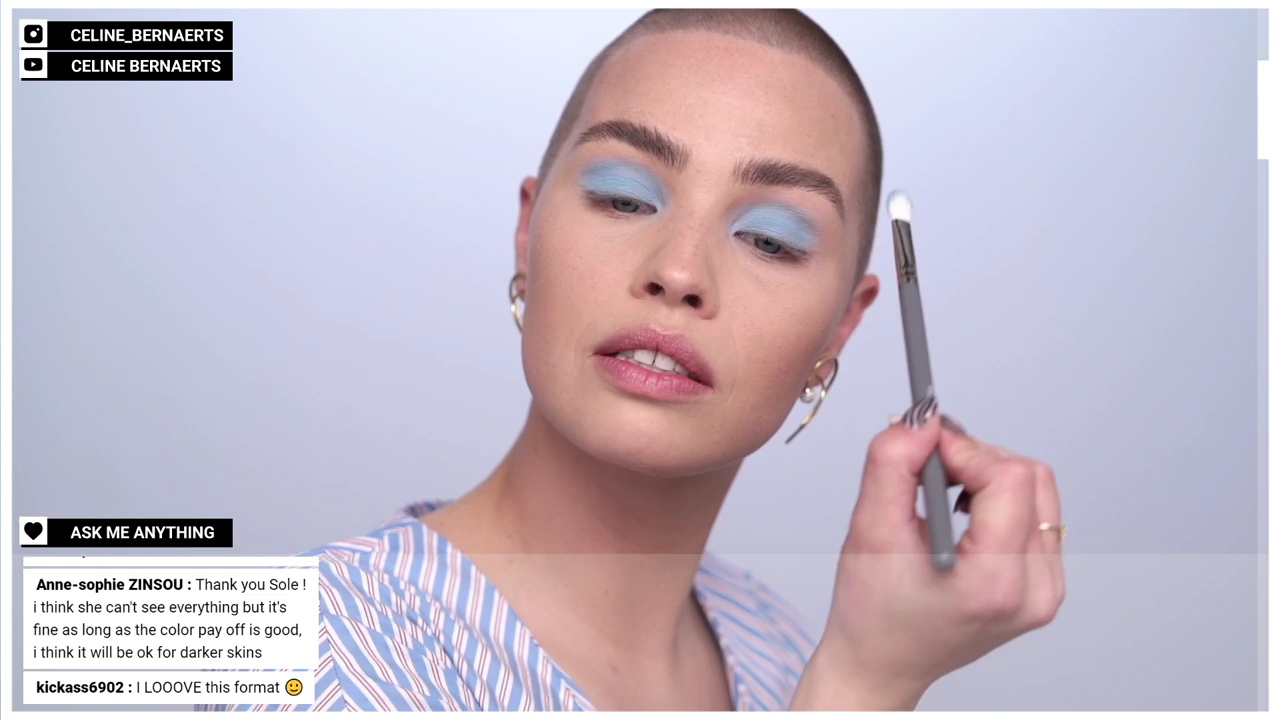 CELINE_BERNAERTS
CELINE BERNAERTS
ASK ME ANYTHING
Anne-sophie ZINSOU : Thank you Sole !
i think she can't see everything but it's
fine as long as the color pay off is good,
i think it will be ok for darker skins
kickass6902 : I LOOOVE this format 🙂